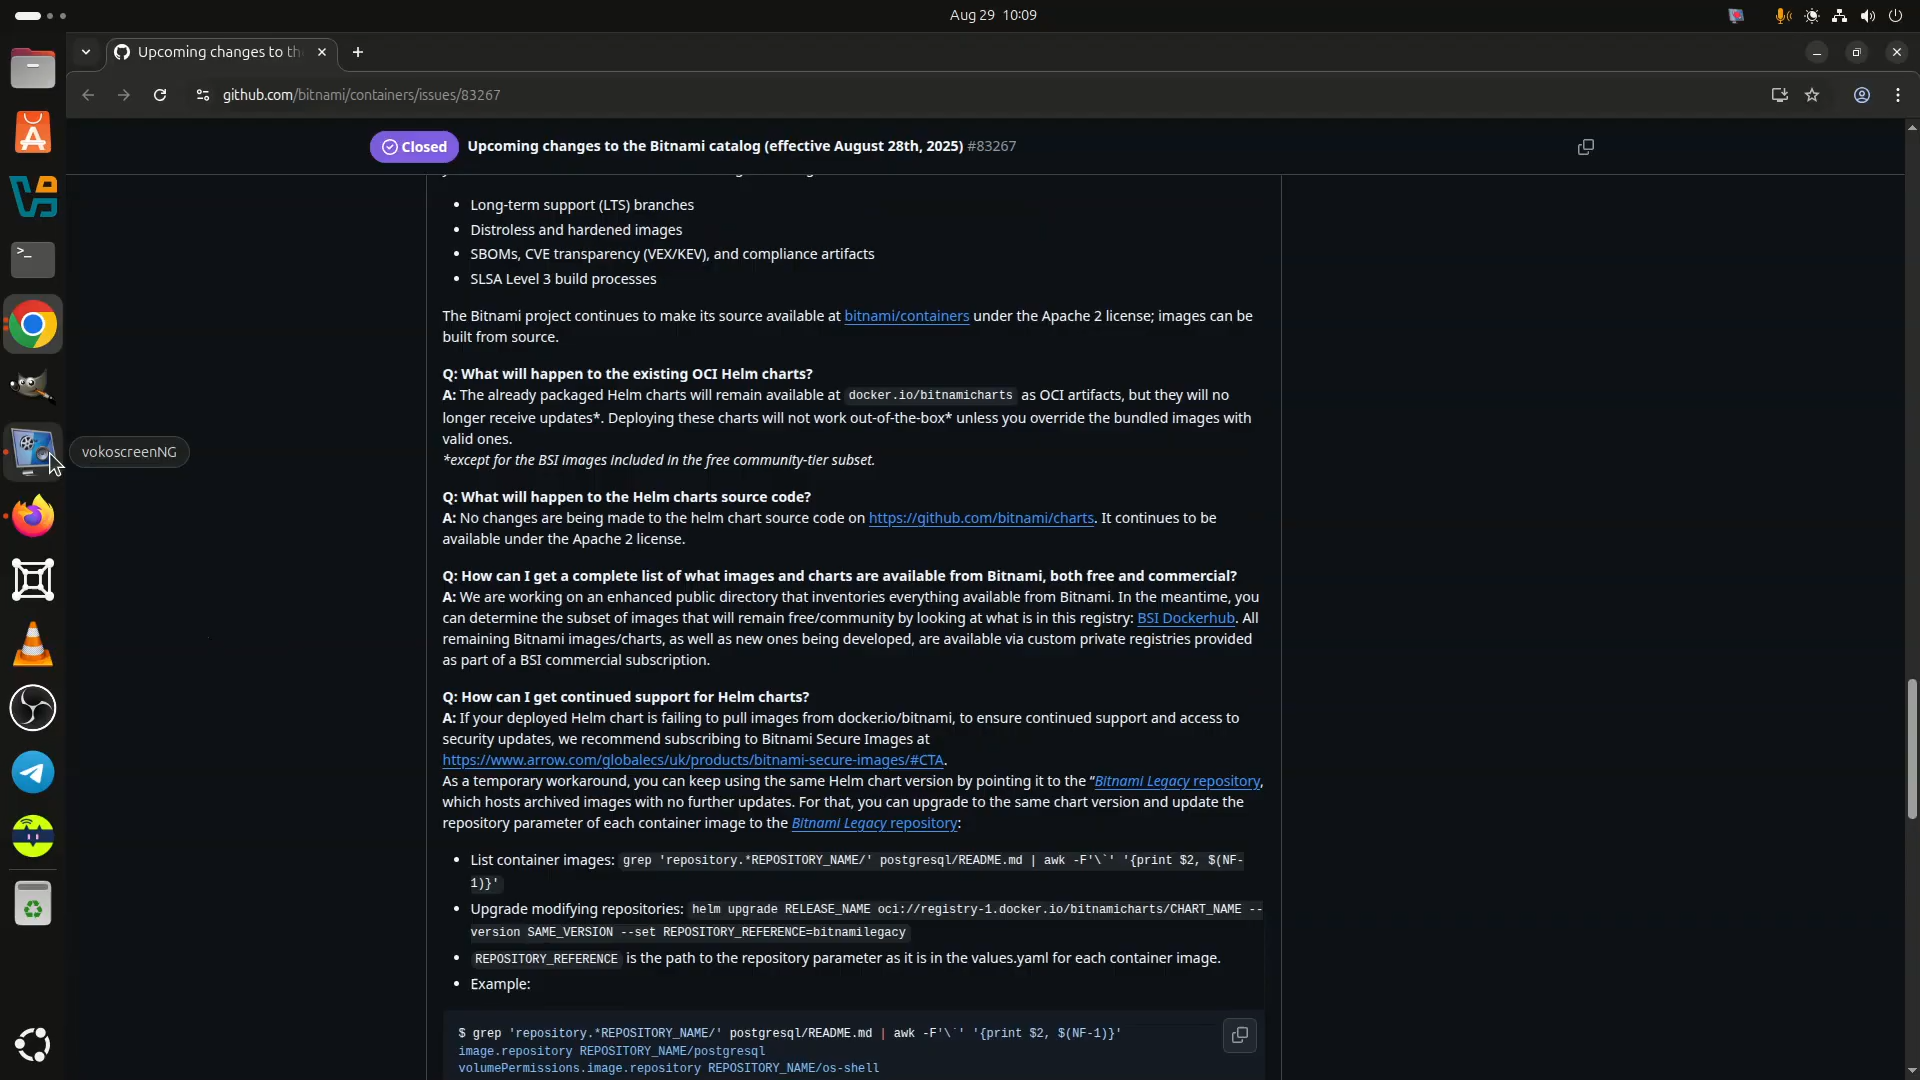 Aug 29 10:09
Upcoming changes to th
github.com/bitnami/containers/issues/83267
Closed
Upcoming changes to the Bitnami catalog (effective August 28th, 2025) #83267
• Long-term support (LTS) branches
• Distroless and hardened images
• SBOMs, CVE transparency (VEX/KEV), and compliance artifacts
• SLSA Level 3 build processes
The Bitnami project continues to make its source available at bitnami/containers under the Apache 2 license; images can be
built from source.
Q: What will happen to the existing OCI Helm charts?
A: The already packaged Helm charts will remain available at docker.io/bitnamicharts as OCI artifacts, but they will no
longer receive updates*. Deploying these charts will not work out-of-the-box* unless you override the bundled images with
valid ones.
*except for the BSI images included in the free community-tier subset.
vokoscreenNG
Q: What will happen to the Helm charts source code?
A: No changes are being made to the helm chart source code on https://github.com/bitnami/charts. It continues to be
available under the Apache 2 license.
Q: How can I get a complete list of what images and charts are available from Bitnami, both free and commercial?
A: We are working on an enhanced public directory that inventories everything available from Bitnami. In the meantime, you
can determine the subset of images that will remain free/community by looking at what is in this registry: BSI Dockerhub. All
remaining Bitnami images/charts, as well as new ones being developed, are available via custom private registries provided
as part of a BSI commercial subscription.
Q: How can I get continued support for Helm charts?
A: If your deployed Helm chart is failing to pull images from docker.io/bitnami, to ensure continued support and access to
security updates, we recommend subscribing to Bitnami Secure Images at
https://www.arrow.com/globalecs/uk/products/bitnami-secure-images/#CTA.
As a temporary workaround, you can keep using the same Helm chart version by pointing it to the “Bitnami Legacy repository,
which hosts archived images with no further updates. For that, you can upgrade to the same chart version and update the
repository parameter of each container image to the Bitnami Legacy repository:
• List container images: grep 'repository.*REPOSITORY_NAME/' postgresql/README.md | awk -F'\`' '{print $2, $(NF-
1)}'
• Upgrade modifying repositories: helm upgrade RELEASE_NAME oci://registry-1.docker.io/bitnamicharts/CHART_NAME --
version SAME_VERSION --set REPOSITORY_REFERENCE=bitnamilegacy
• REPOSITORY_REFERENCE is the path to the repository parameter as it is in the values.yaml for each container image.
• Example:
$ grep 'repository.*REPOSITORY_NAME/' postgresql/README.md | awk -F'\`' '{print $2, $(NF-1)}'
image.repository REPOSITORY_NAME/postgresql
volumePermissions.image.repository REPOSITORY_NAME/os-shell